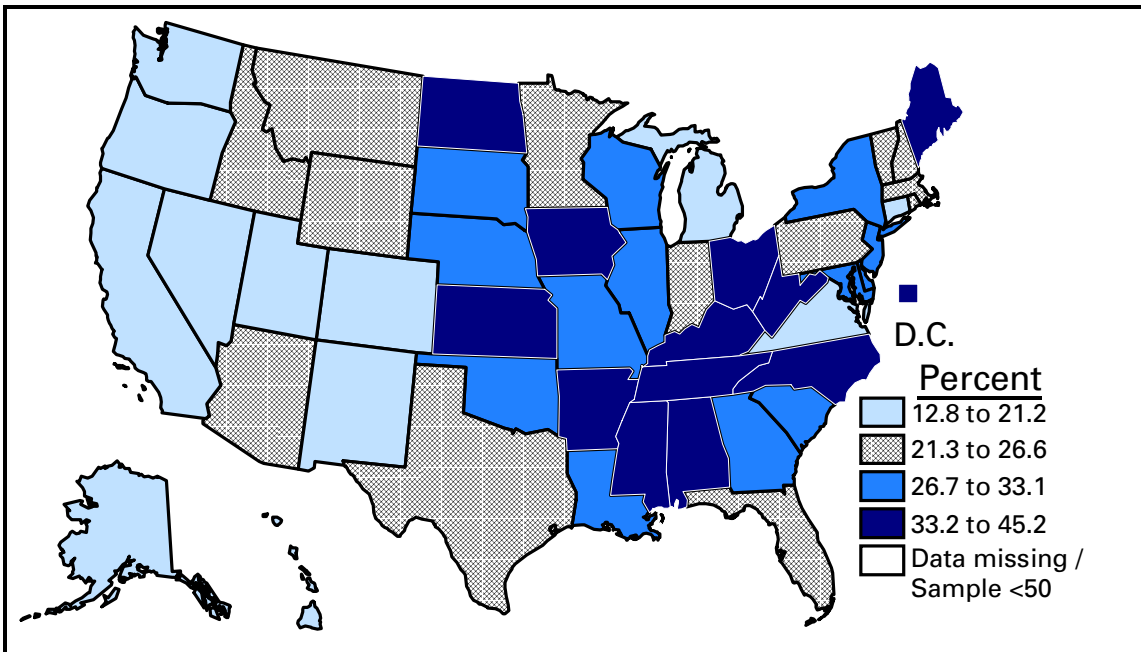 D.C.
Percent
12.8 to 21.2
21.3 to 26.6
26.7 to 33.1
33.2 to 45.2
Data missing /
Sample <50